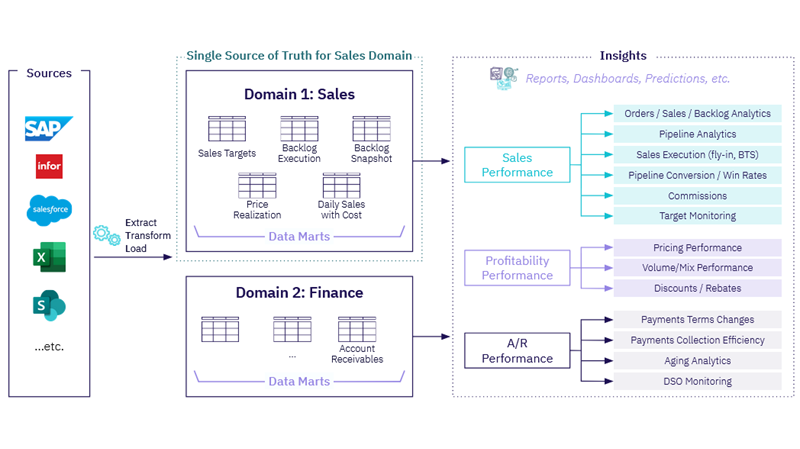 Sources
SAP
infor
salesforce
X
S
...etc.
Extract
Transform
Load
Single Source of Truth for Sales Domain
Domain 1: Sales
Sales Targets
Backlog
Execution
Backlog
Snapshot
Price
Realization
Daily Sales
with Cost
Data Marts
Domain 2: Finance
...
Account
Receivables
Data Marts
Insights
Reports, Dashboards, Predictions, etc.
Sales
Performance
Orders / Sales / Backlog Analytics
Pipeline Analytics
Sales Execution (fly-in, BTS)
Pipeline Conversion / Win Rates
Commissions
Target Monitoring
Profitability
Performance
Pricing Performance
Volume/Mix Performance
Discounts / Rebates
A/R
Performance
Payments Terms Changes
Payments Collection Efficiency
Aging Analytics
DSO Monitoring